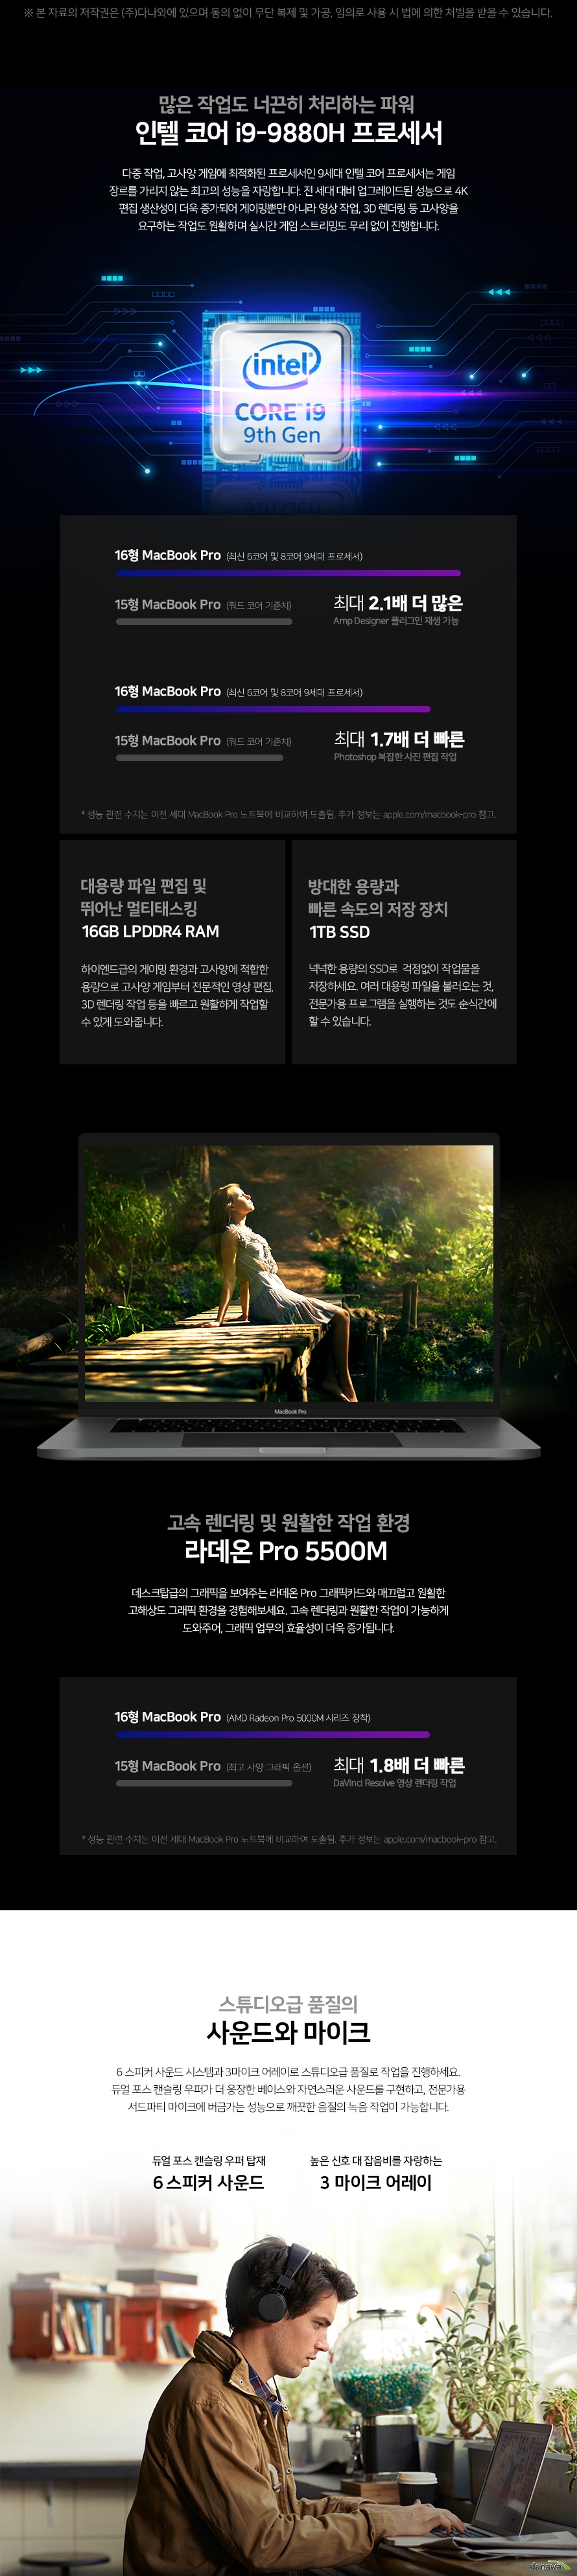 ※ 본 자료의 저작권은 (주)다나와에 있으며 동의 없이 무단 복제 및 가공, 임의로 사용 시 법에 의한 처벌을 받을 수 있습니다.
많은 작업도 너끈히 처리하는 파워
인텔 코어 i9-9880H 프로세서
다중 작업, 고사양 게임에 최적화된 프로세서인 9세대 인텔 코어 프로세서는 게임
장르를 가리지 않는 최고의 성능을 자랑합니다. 전 세대 대비 업그레이드된 성능으로 4K
편집 생산성이 더욱 증가되어 게이밍뿐만 아니라 영상 작업, 3D 렌더링 등 고사양을
요구하는 작업도 원활하며 실시간 게임 스트리밍도 무리 없이 진행합니다.
intel
CORE i9
9th Gen
16형 MacBook Pro (최신 6코어 및 8코어 9세대 프로세서)
15형 MacBook Pro (쿼드 코어 기준치)
최대 2.1배 더 많은
Amp Designer 플러그인 재생 가능
16형 MacBook Pro (최신 6코어 및 8코어 9세대 프로세서)
15형 MacBook Pro (쿼드 코어 기준치)
최대 1.7배 더 빠른
Photoshop 복잡한 사진 편집 작업
* 성능 관련 수치는 이전 세대 MacBook Pro 노트북에 비교하여 도출됨. 추가 정보는 apple.com/macbook-pro 참고.
대용량 파일 편집 및
뛰어난 멀티태스킹
16GB LPDDR4 RAM
하이엔드급의 게이밍 환경과 고사양에 적합한
용량으로 고사양 게임부터 전문적인 영상 편집,
3D 렌더링 작업 등을 빠르고 원활하게 작업할
수 있게 도와줍니다.
방대한 용량과
빠른 속도의 저장 장치
1TB SSD
넉넉한 용량의 SSD로 걱정없이 작업물을
저장하세요. 여러 대용령 파일을 불러오는 것,
전문가용 프로그램을 실행하는 것도 순식간에
할 수 있습니다.
MacBook Pro
고속 렌더링 및 원활한 작업 환경
라데온 Pro 5500M
데스크탑급의 그래픽을 보여주는 라데온 Pro 그래픽카드와 매끄럽고 원활한
고해상도 그래픽 환경을 경험해보세요. 고속 렌더링과 원활한 작업이 가능하게
도와주어, 그래픽 업무의 효율성이 더욱 증가됩니다.
16형 MacBook Pro (AMD Radeon Pro 5000M 시리즈 장착)
15형 MacBook Pro (최고 사양 그래픽 옵션)
최대 1.8배 더 빠른
DaVinci Resolve 영상 렌더링 작업
* 성능 관련 수치는 이전 세대 MacBook Pro 노트북에 비교하여 도출됨. 추가 정보는 apple.com/macbook-pro 참고.
스튜디오급 품질의
사운드와 마이크
6 스피커 사운드 시스템과 3마이크 어레이로 스튜디오급 품질로 작업을 진행하세요.
듀얼 포스 캔슬링 우퍼가 더 웅장한 베이스와 자연스러운 사운드를 구현하고, 전문가용
서드파티 마이크에 버금가는 성능으로 깨끗한 음질의 녹음 작업이 가능합니다.
듀얼 포스 캔슬링 우퍼 탑재
6 스피커 사운드
높은 신호 대 잡음비를 자랑하는
3 마이크 어레이
danawa